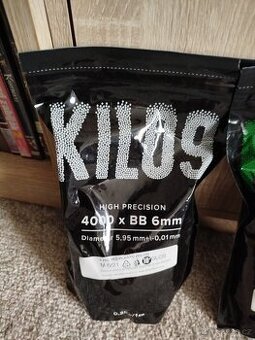 KILO9
HIGH PRECISION
4000 x BB 6mm
Diameter 5,95 mm+-0,01mm